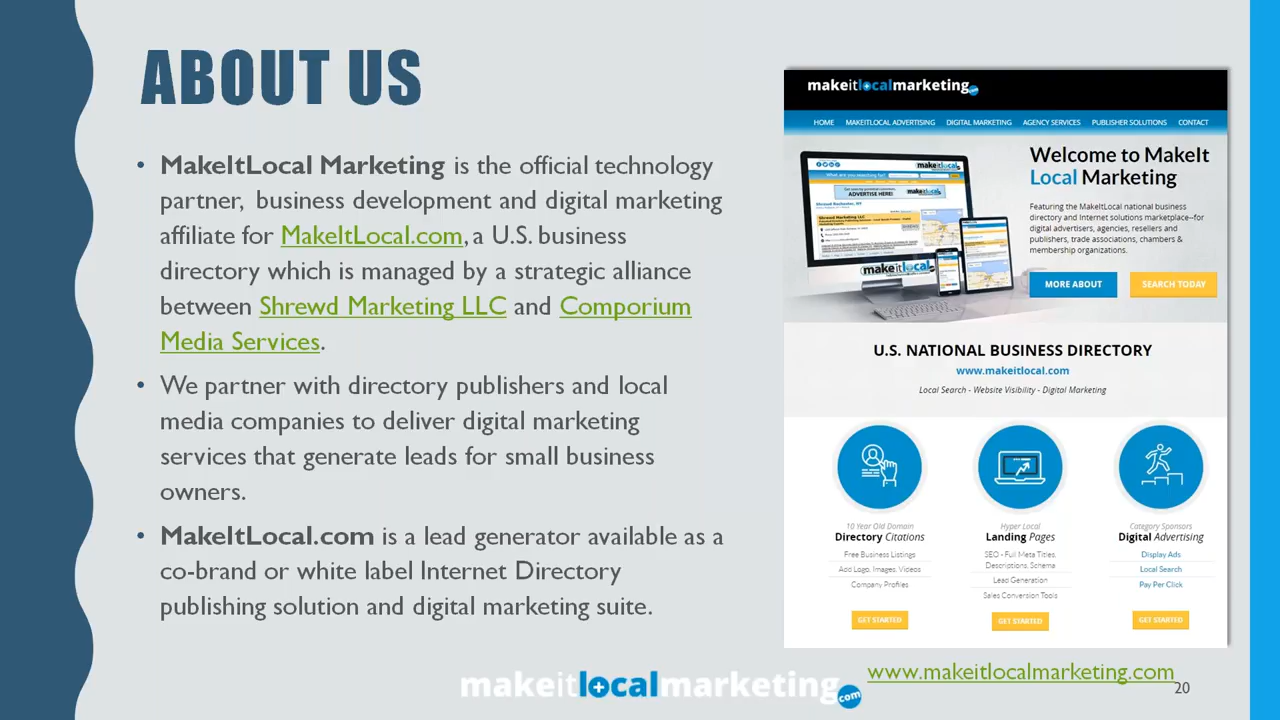 ABOUT US
• MakeItLocal Marketing is the official technology
partner, business development and digital marketing
affiliate for MakeItLocal.com, a U.S. business
directory which is managed by a strategic alliance
between Shrewd Marketing LLC and Comporium
Media Services.
• We partner with directory publishers and local
media companies to deliver digital marketing
services that generate leads for small business
owners.
• MakeItLocal.com is a lead generator available as a
co-brand or white label Internet Directory
publishing solution and digital marketing suite.
makeitlocalmarketing.com
HOME MAKEITLOCAL ADVERTISING DIGITAL MARKETING AGENCY SERVICES PUBLISHER SOLUTIONS CONTACT
Welcome to MakeIt
Local Marketing
Featuring the MakeLocal national business
directory and Internet solutions marketplace--for
digital advertisers, agencies, resellers and
publishers, trade associations, chambers &
membership organizations.
MORE ABOUT SEARCH TODAY
makeitlocal
ADVERTISE HERE!
makeitlocal
U.S. NATIONAL BUSINESS DIRECTORY
www.makeitlocal.com
Local Search - Website Visibility - Digital Marketing
10 Year Old Domain
Directory Citations
Free Business Listings
Add Logo, Images, Videos
Company Profiles
GET STARTED
Hyper Local
Landing Pages
SEO - Full Meta Titles,
Descriptions, Schema
Lead Generation
Sales Conversion Tools
GET STARTED
Category Sponsors
Digital Advertising
Display Ads
Local Search
Pay Per Click
GET STARTED
makeitlocalmarketing.com
www.makeitlocalmarketing.com
20